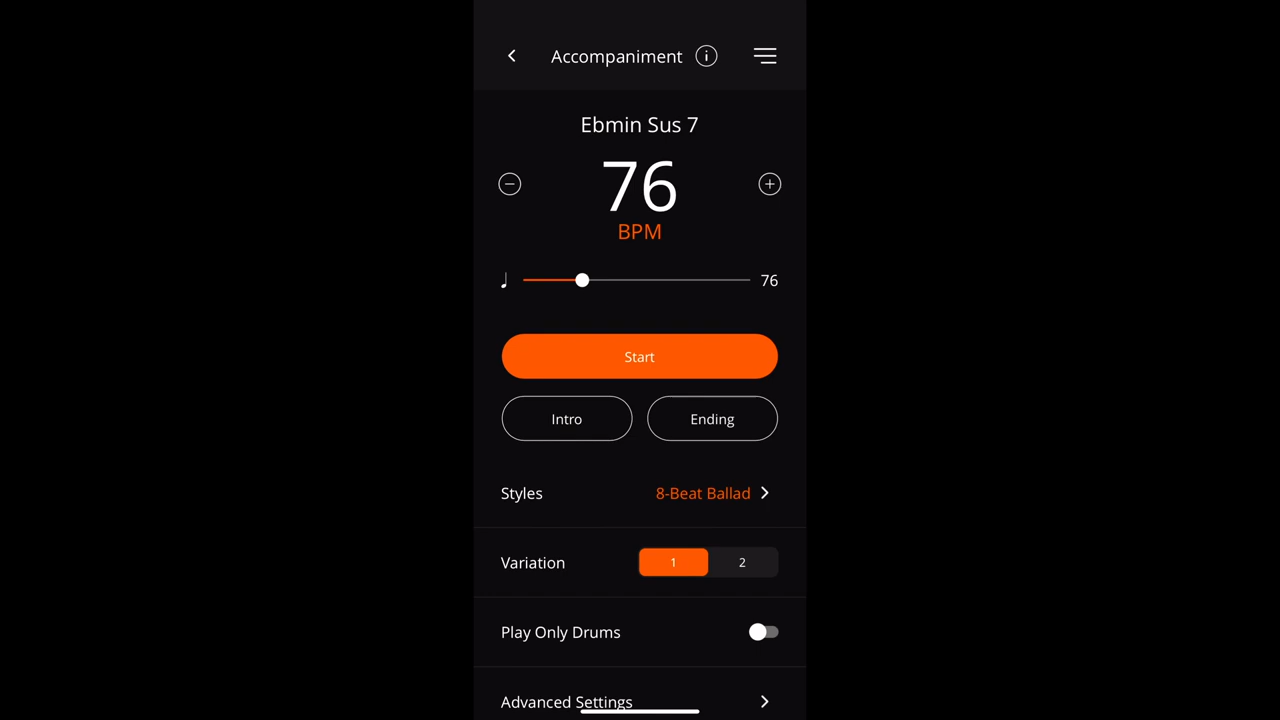 Accompaniment
Ebmin Sus 7
76
BPM
76
Start
Intro Ending
Styles 8-Beat Ballad
Variation 1 2
Play Only Drums
Advanced Settings